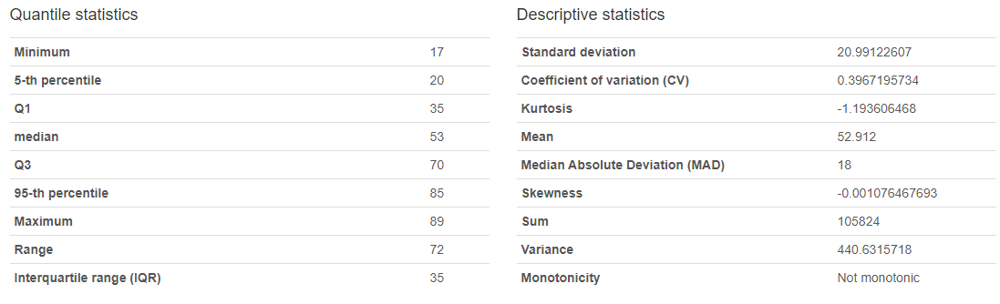 Quantile statistics
Minimum 17
5-th percentile 20
Q1 35
median 53
Q3 70
95-th percentile 85
Maximum 89
Range 72
Interquartile range (IQR) 35
Descriptive statistics
Standard deviation 20.99122607
Coefficient of variation (CV) 0.3967195734
Kurtosis -1.193606468
Mean 52.912
Median Absolute Deviation (MAD) 18
Skewness -0.001076467693
Sum 105824
Variance 440.6315718
Monotonicity Not monotonic